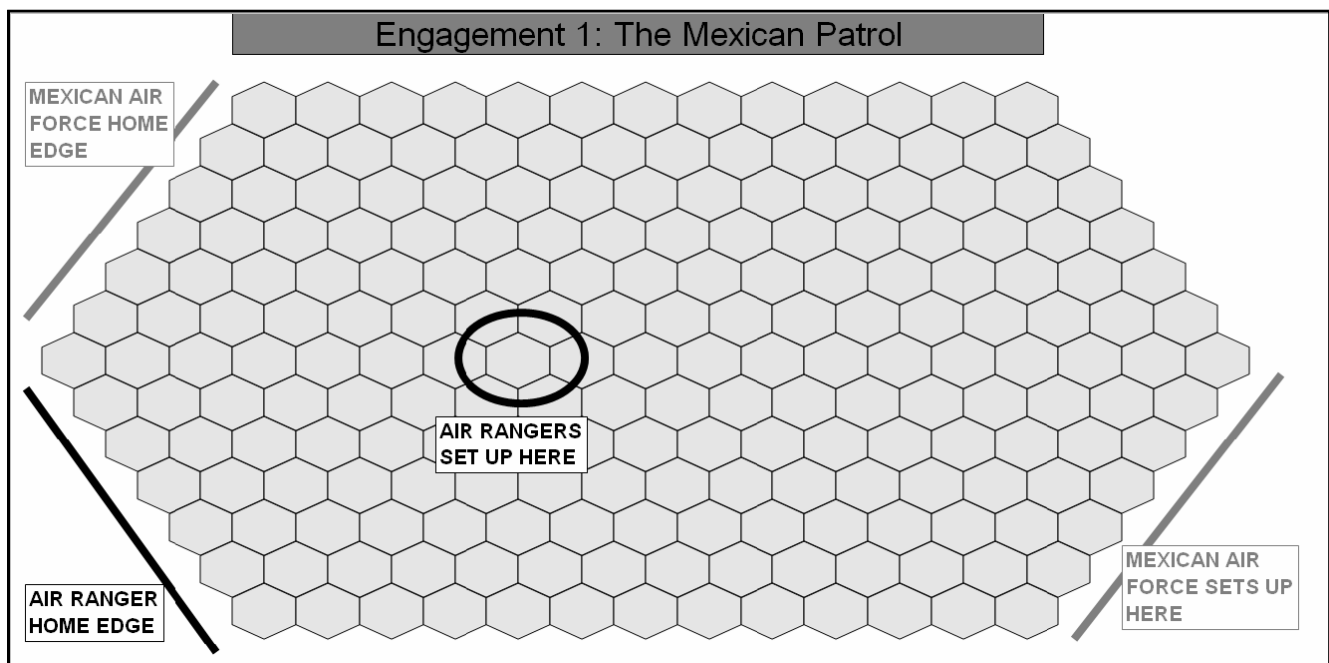 Engagement 1: The Mexican Patrol
MEXICAN AIR
FORCE HOME
EDGE
AIR RANGERS
SET UP HERE
AIR RANGER
HOME EDGE
MEXICAN AIR
FORCE SETS UP
HERE